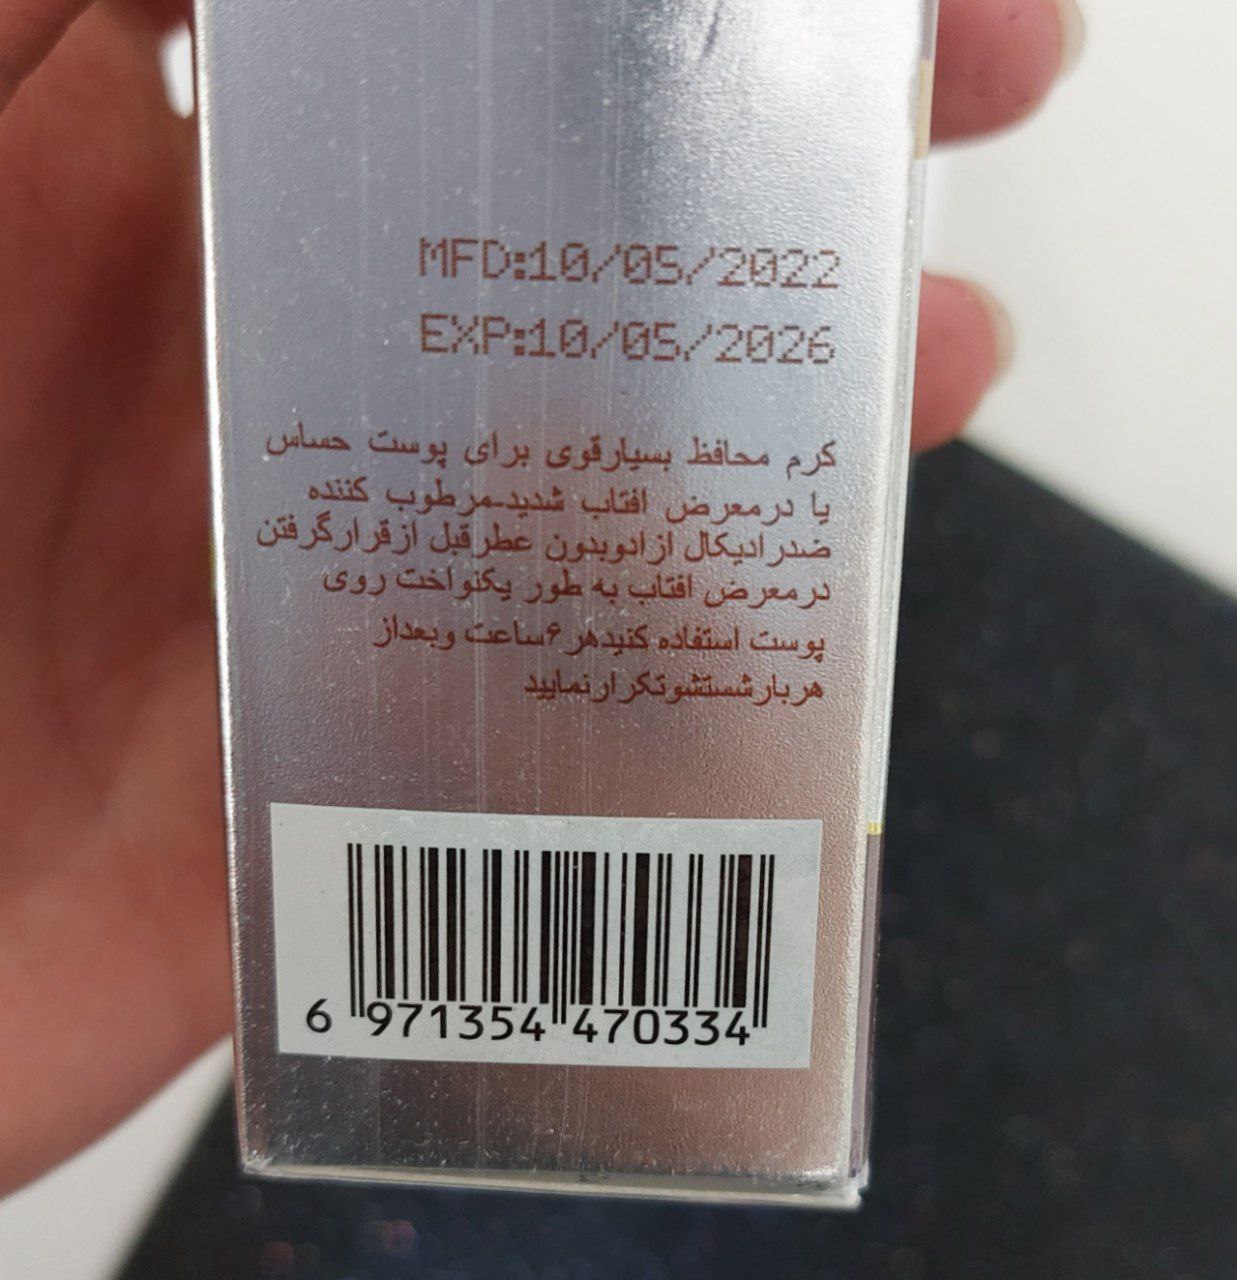 MFD:10/05/2022
EXP:10/05/2026
کرم محافظ بسیارقوی برای پوست حساس
یا درمعرض افتاب شدید-مرطوب کننده
ضدرادیکال ازادوبدون عطرقبل ازقرارگرفتن
درمعرض افتاب به طور یکنواخت روی
پوست استفاده کنیدهر۶ساعت وبعداز
هربارشستشوتکرارنمایید
6 971354 470334